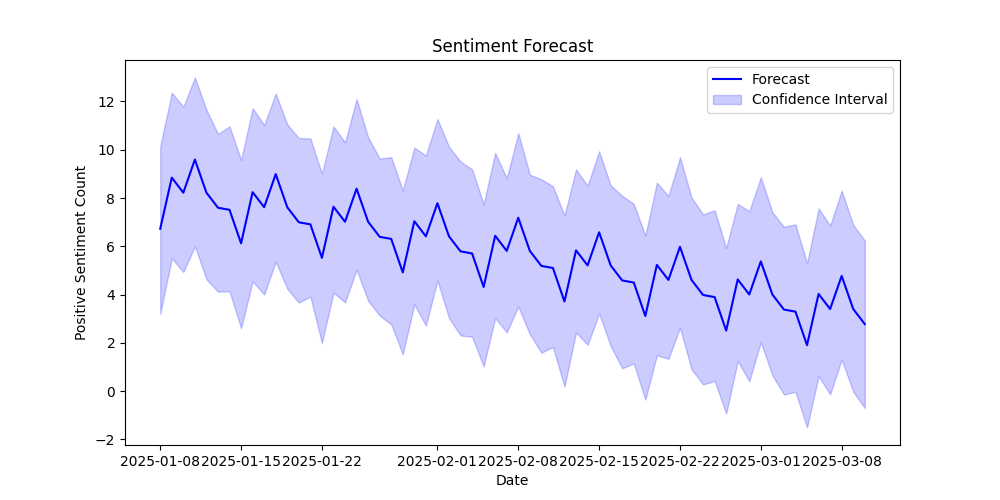 Sentiment Forecast
Forecast
Confidence Interval
Positive Sentiment Count
12
10
8
6
4
2
0
−2
2025-01-08 2025-01-15 2025-01-22 2025-02-01 2025-02-08 2025-02-15 2025-02-22 2025-03-01 2025-03-08
Date